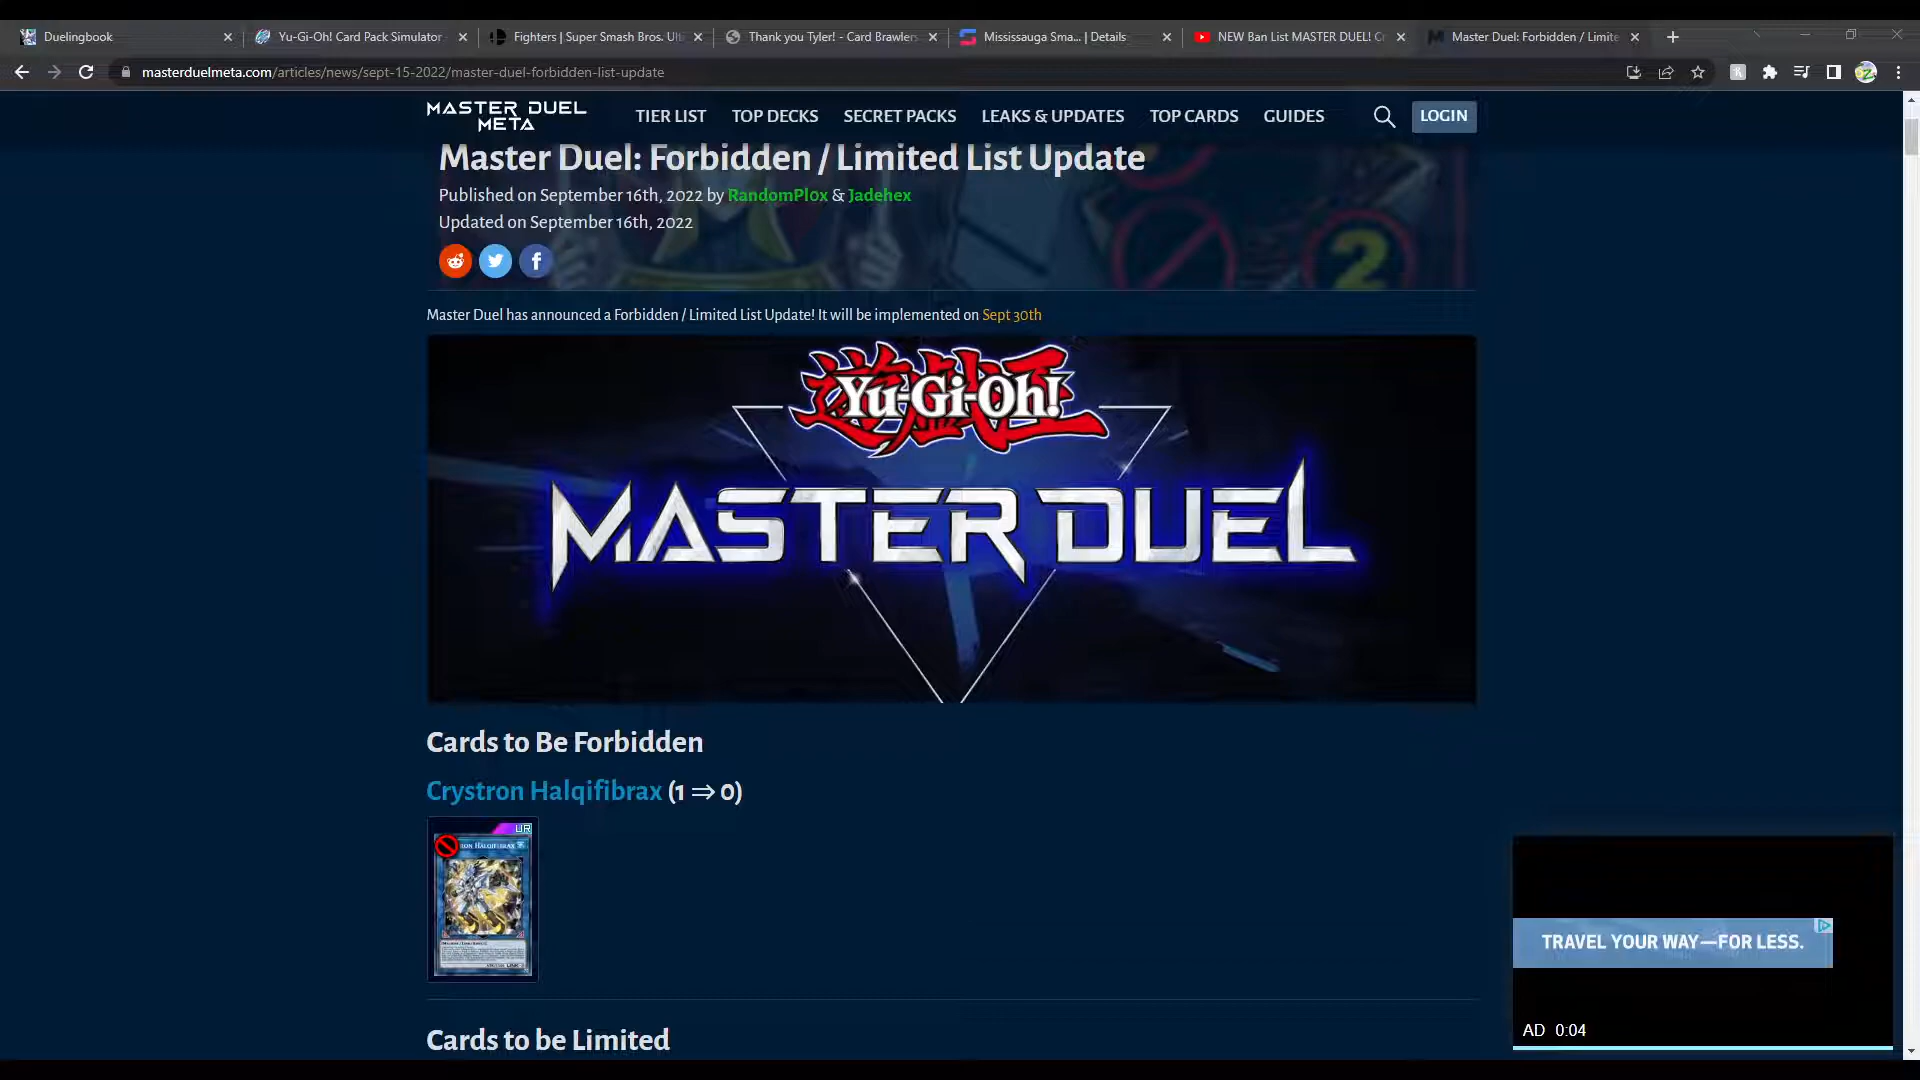 Duelingbook
Yu-Gi-Oh! Card Pack Simulator
Fighters | Super Smash Bros. Ult
Thank you Tyler! - Card Brawlers
Mississauga Sma... | Details
NEW Ban List MASTER DUEL! Cr
Master Duel: Forbidden / Limite
masterduelmeta.com/articles/news/sept-15-2022/master-duel-forbidden-list-update
MASTER DUEL
META
TIER LIST
TOP DECKS
SECRET PACKS
LEAKS & UPDATES
TOP CARDS
GUIDES
LOGIN
Master Duel: Forbidden / Limited List Update
Published on September 16th, 2022 by RandomPl0x & Jadehex
Updated on September 16th, 2022
2
Master Duel has announced a Forbidden / Limited List Update! It will be implemented on Sept 30th
遊戯王
Yu-Gi-Oh!
MASTER DUEL
Cards to Be Forbidden
Crystron Halqifibrax (1 ⇒ 0)
UR
TRAVEL YOUR WAY—FOR LESS.
AD 0:04
Cards to be Limited